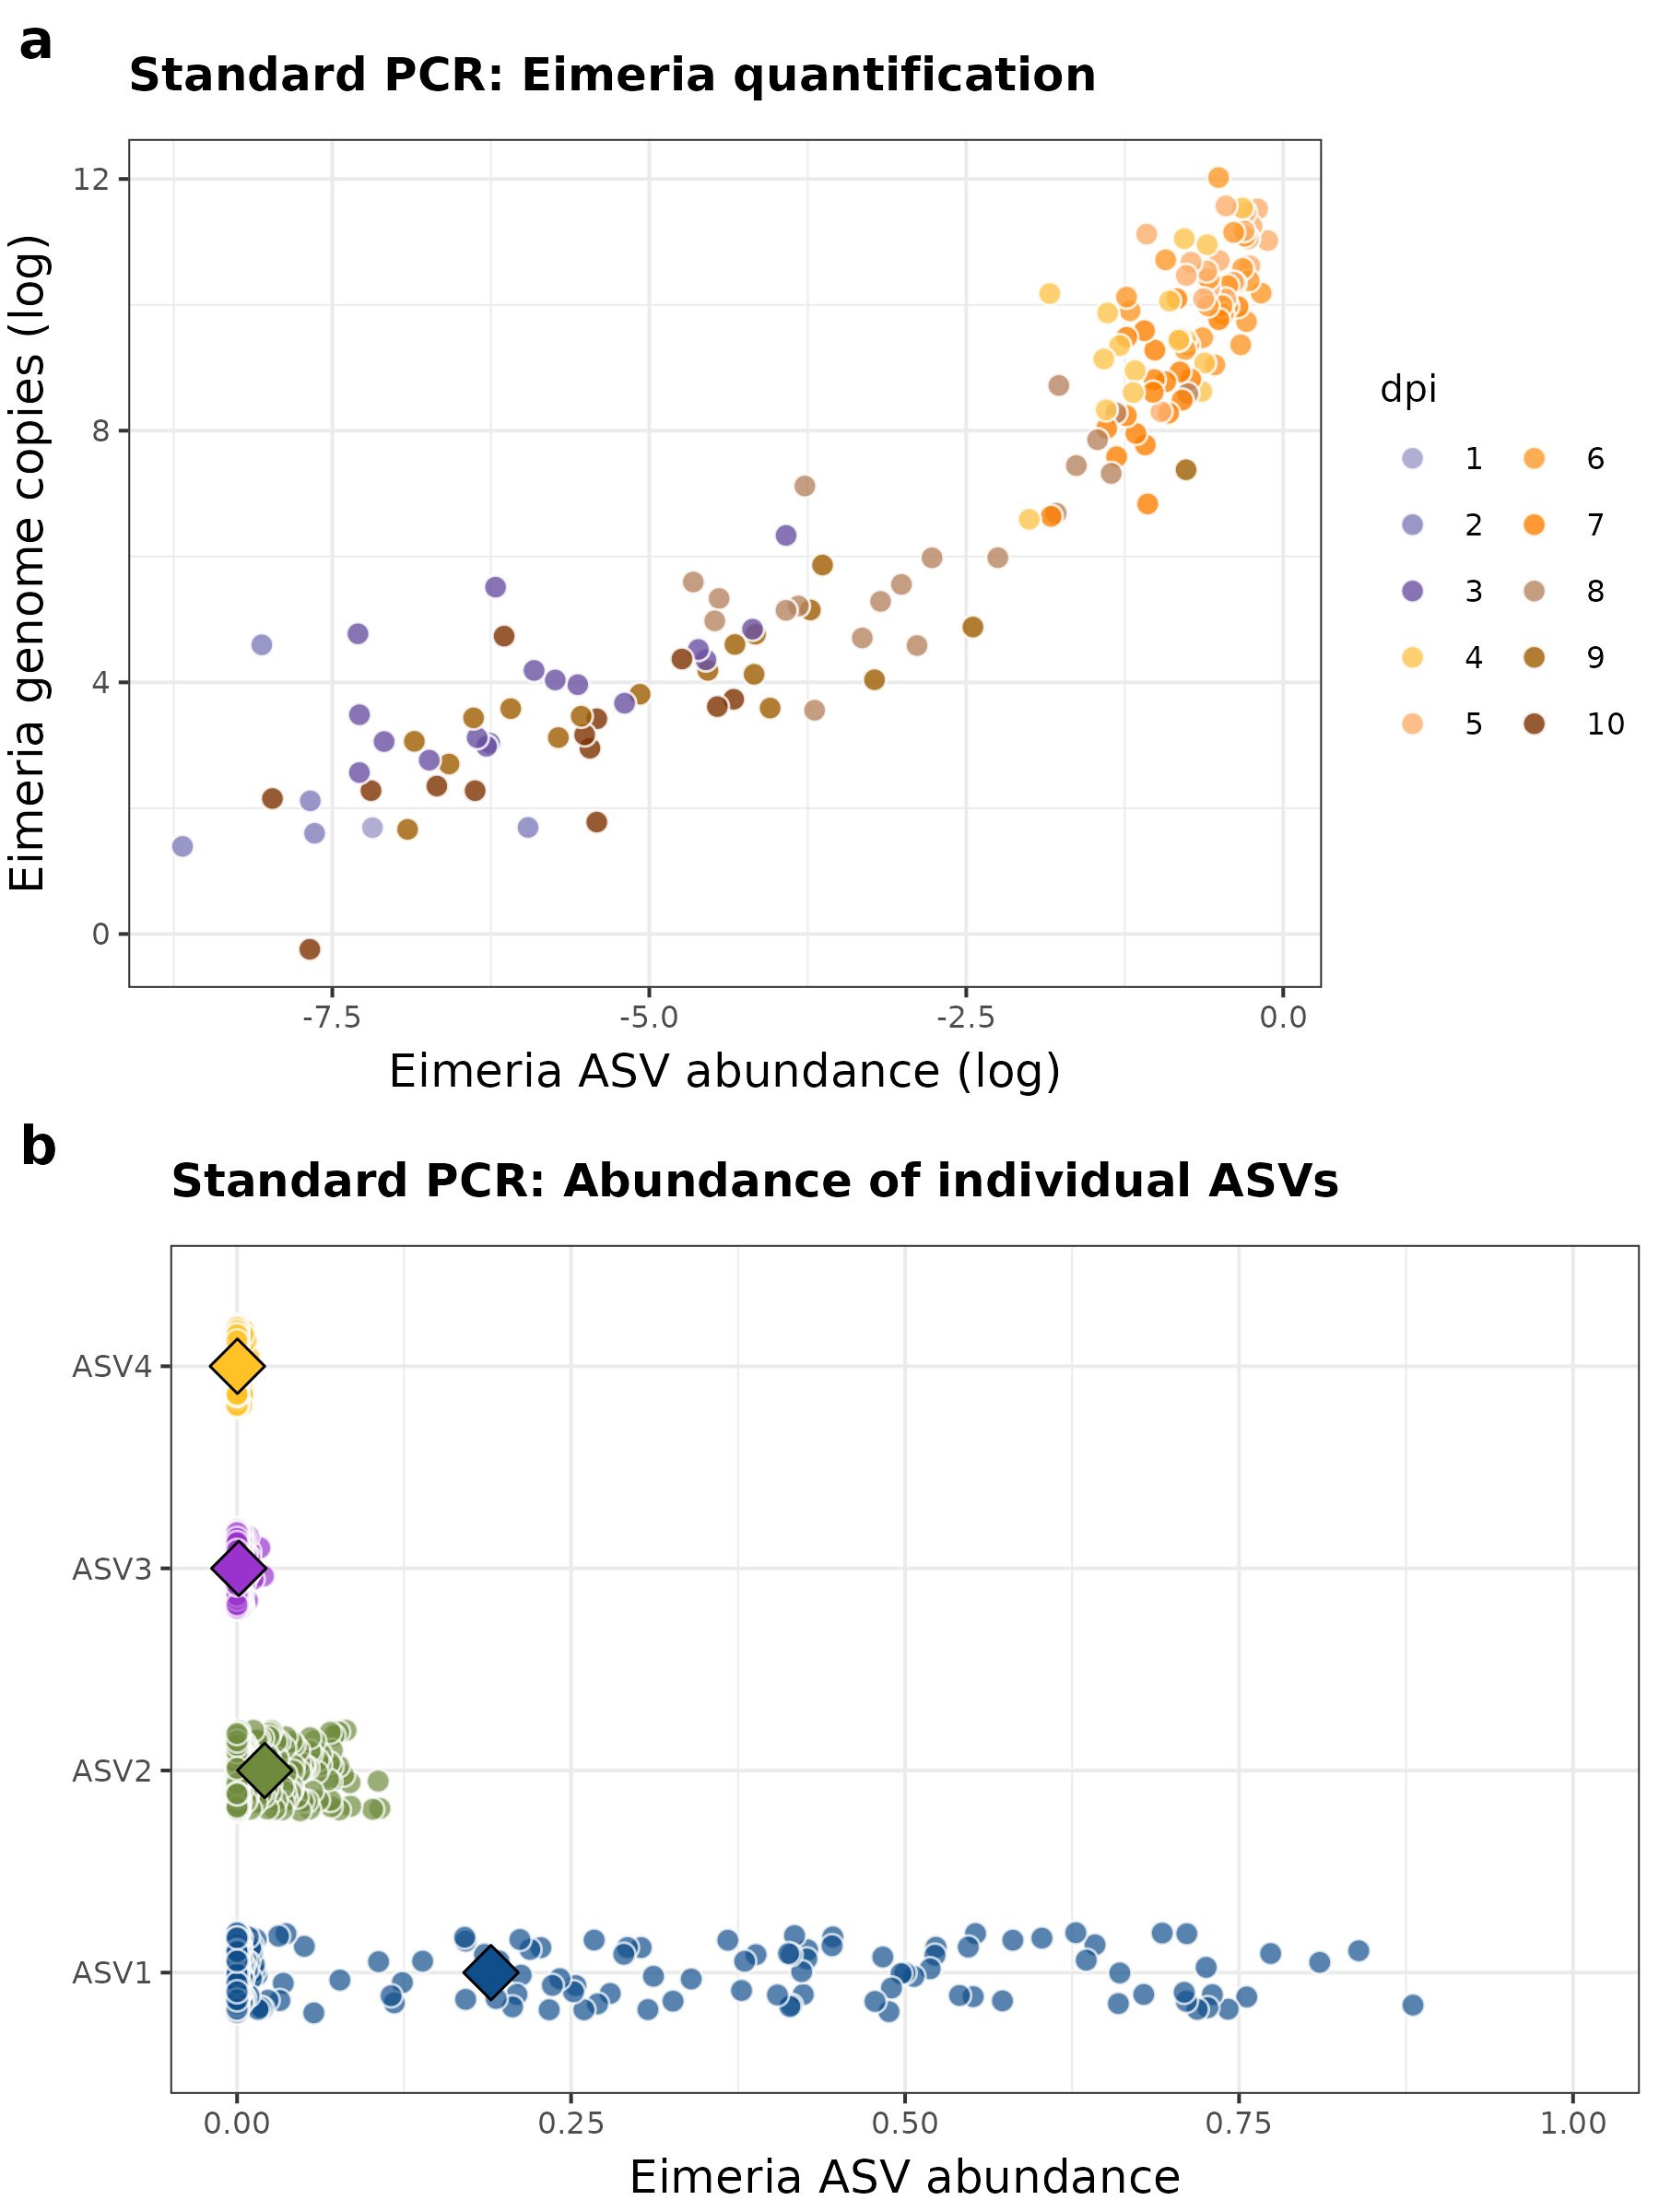 a
Standard PCR: Eimeria quantification
Eimeria genome copies (log)
12
8
4
0
-7.5 -5.0 -2.5 0.0
Eimeria ASV abundance (log)
dpi
1 6
2 7
3 8
4 9
5 10
b
Standard PCR: Abundance of individual ASVs
ASV4
ASV3
ASV2
ASV1
0.00 0.25 0.50 0.75 1.00
Eimeria ASV abundance